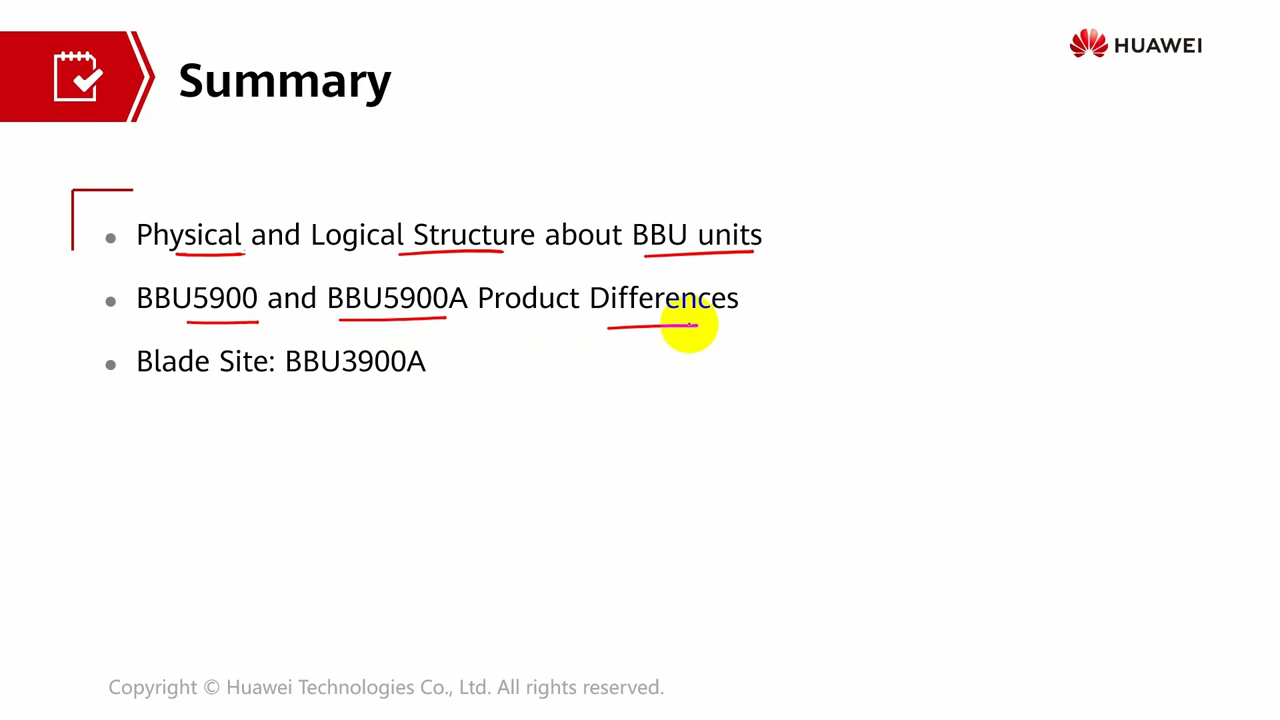 HUAWEI
Summary
Physical and Logical Structure about BBU units
BBU5900 and BBU5900A Product Differences
Blade Site: BBU3900A
Copyright © Huawei Technologies Co., Ltd. All rights reserved.